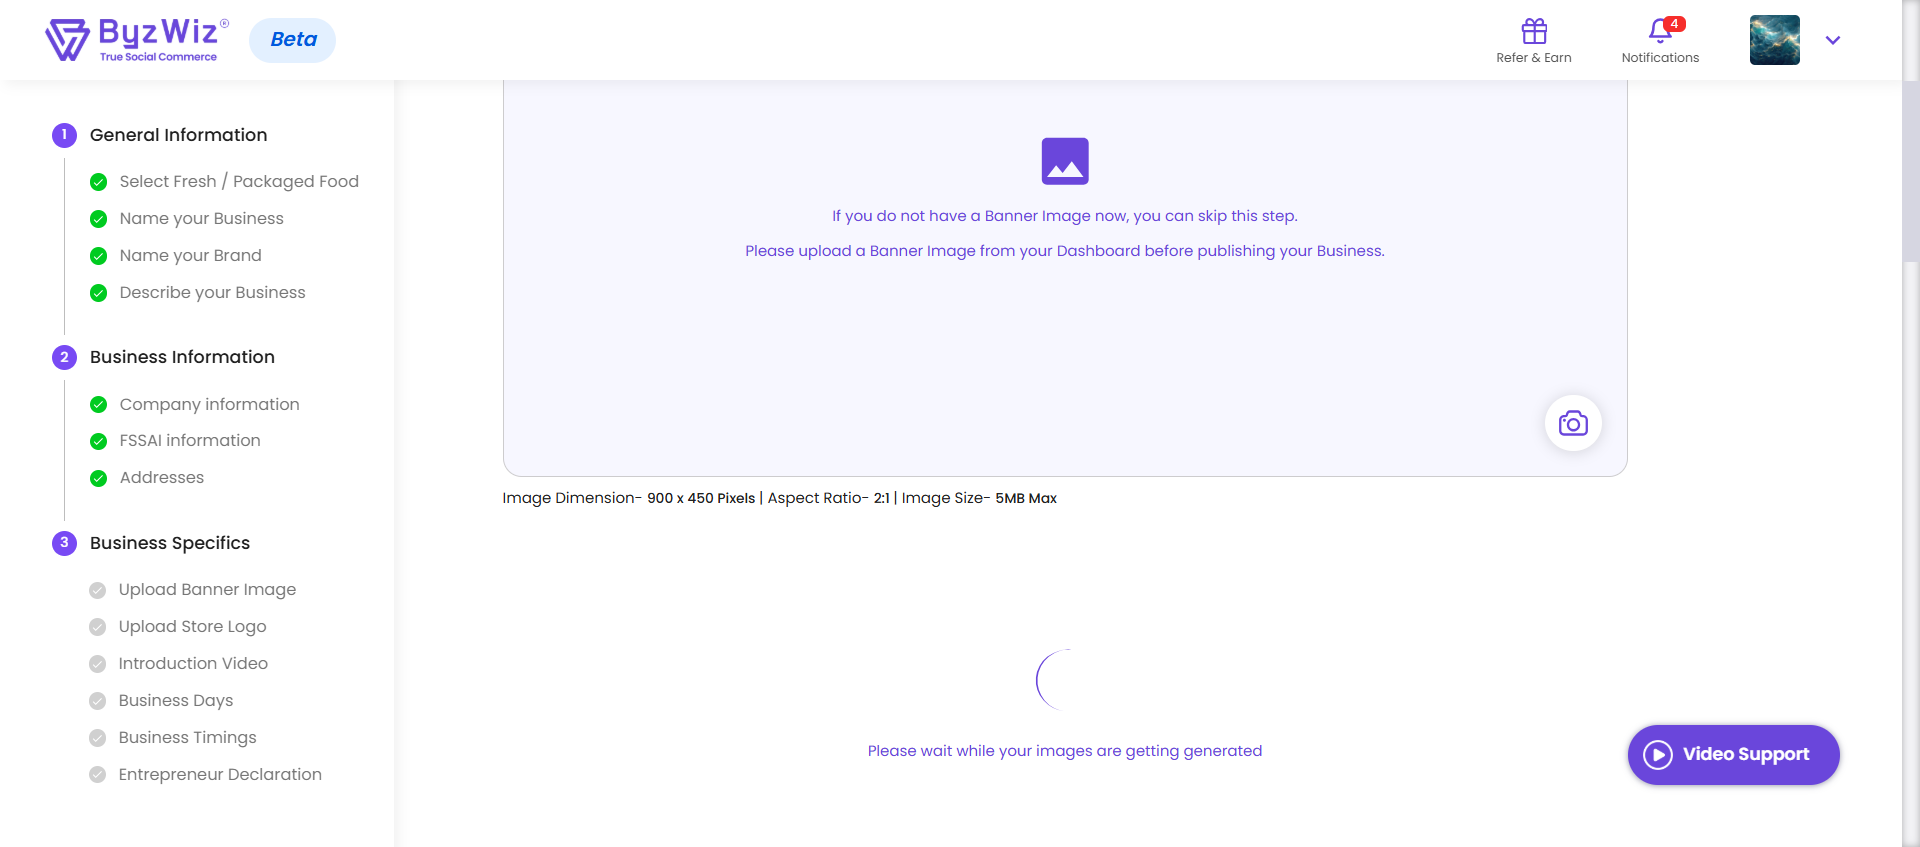 ByzWiz®
True Social Commerce
Beta
Refer & Earn
4
Notifications
1 General Information
Select Fresh / Packaged Food
Name your Business
Name your Brand
Describe your Business
2 Business Information
Company information
FSSAI information
Addresses
3 Business Specifics
Upload Banner Image
Upload Store Logo
Introduction Video
Business Days
Business Timings
Entrepreneur Declaration
If you do not have a Banner Image now, you can skip this step.
Please upload a Banner Image from your Dashboard before publishing your Business.
Image Dimension- 900 x 450 Pixels | Aspect Ratio- 2:1 | Image Size- 5MB Max
Please wait while your images are getting generated
Video Support